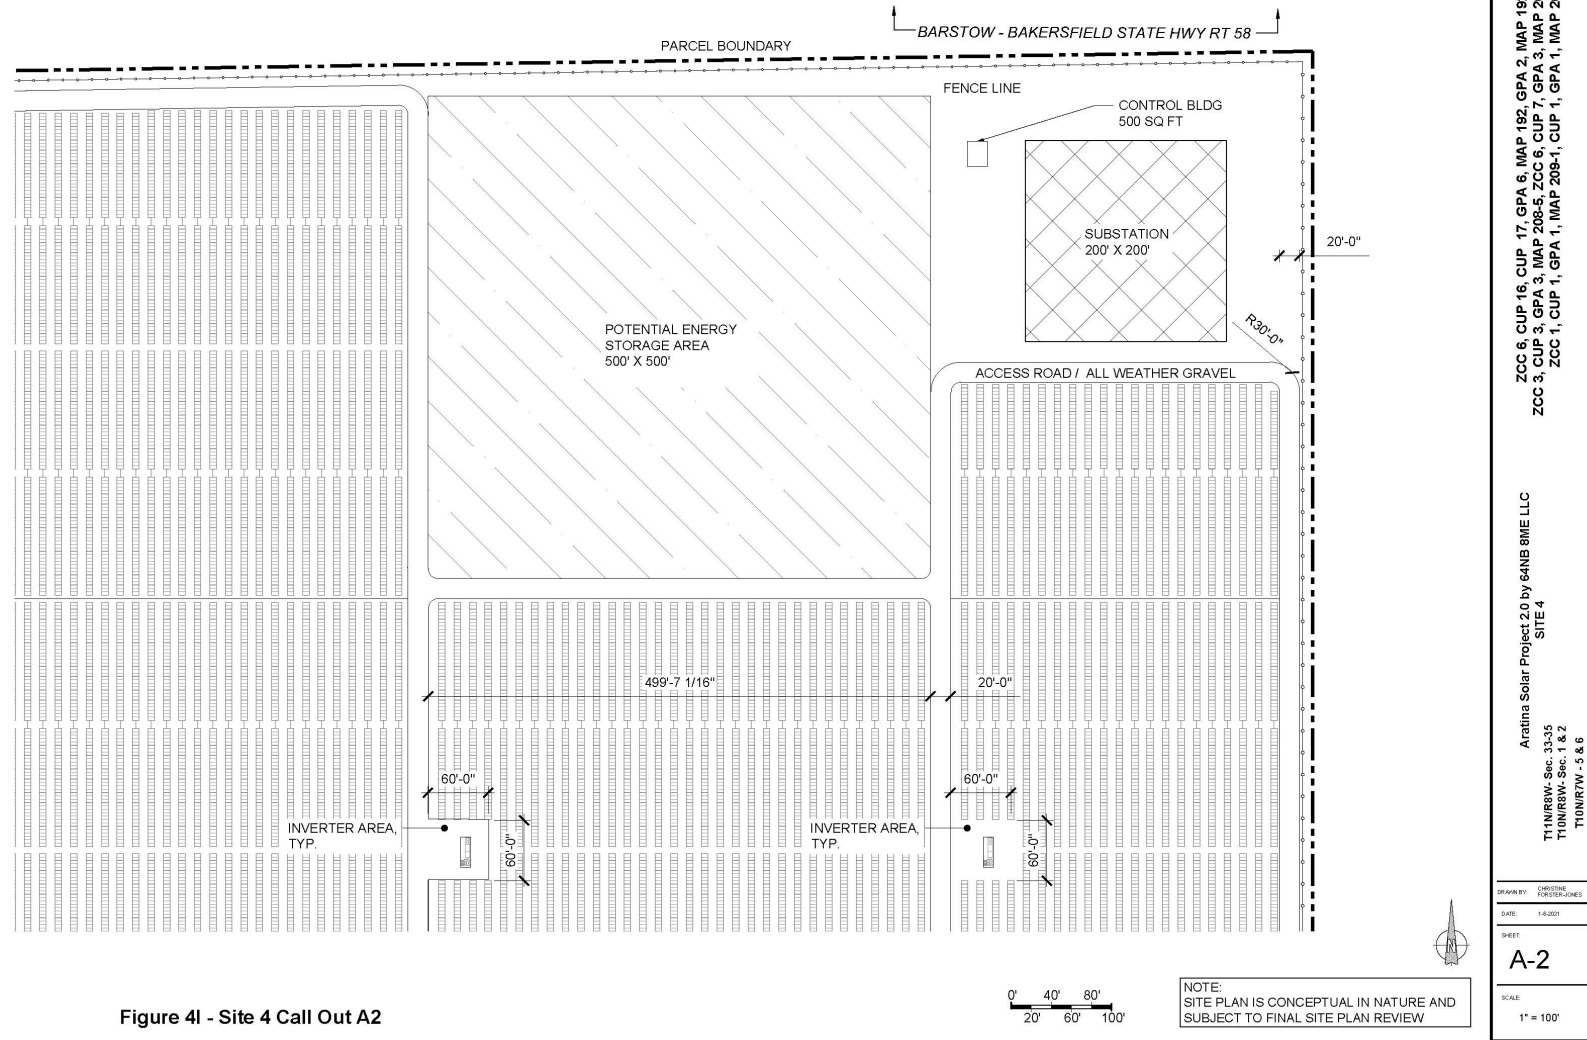 BARSTOW - BAKERSFIELD STATE HWY RT 58
PARCEL BOUNDARY
FENCE LINE
CONTROL BLDG
500 SQ FT
SUBSTATION
200' X 200'
20'-0"
POTENTIAL ENERGY
STORAGE AREA
500' X 500'
R30'-0"
ACCESS ROAD / ALL WEATHER GRAVEL
499'-7 1/16"
20'-0"
60'-0"
60'-0"
INVERTER AREA,
TYP.
60'-0"
INVERTER AREA,
TYP.
60'-0"
N
Figure 4I - Site 4 Call Out A2
0' 40' 80'
20' 60' 100'
NOTE:
SITE PLAN IS CONCEPTUAL IN NATURE AND
SUBJECT TO FINAL SITE PLAN REVIEW
ZCC 6, CUP 16, CUP 17, GPA 6, MAP 192, GPA 2, MAP 19
ZCC 3, CUP 3, GPA 3, MAP 208-5, ZCC 6, CUP 7, GPA 3, MAP 2
ZCC 1, CUP 1, GPA 1, MAP 209-1, CUP 1, GPA 1, MAP 2
Aratina Solar Project 2.0 by 64NB 8ME LLC
SITE 4
T11N/R8W- Sec. 33-35
T10N/R8W- Sec. 1 & 2
T10N/R7W - 5 & 6
DRAWN BY: CHRISTINE
FORSTER-JONES
DATE: 1-6-2021
SHEET:
A-2
SCALE:
1" = 100'